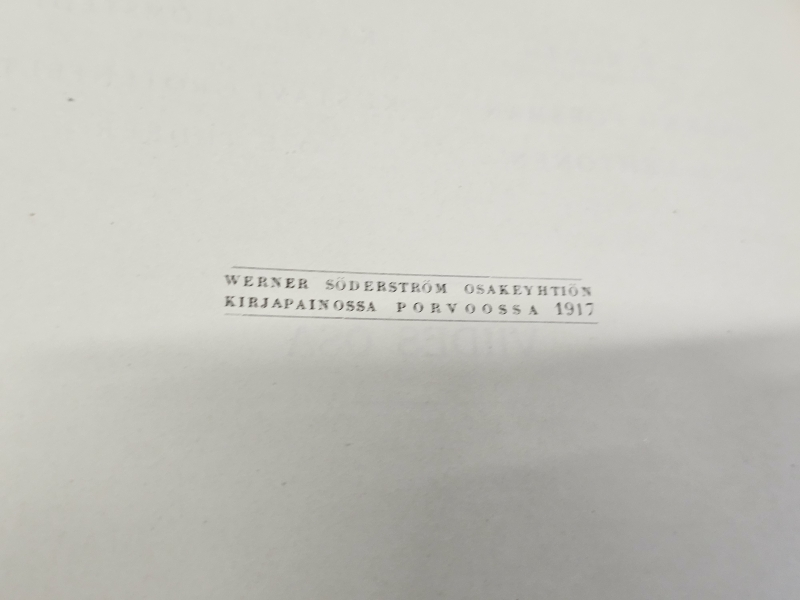 WERNER SÖDERSTRÖM OSAKEYHTIÖN
KIRJAPAINOSSA PORVOOSSA 1917